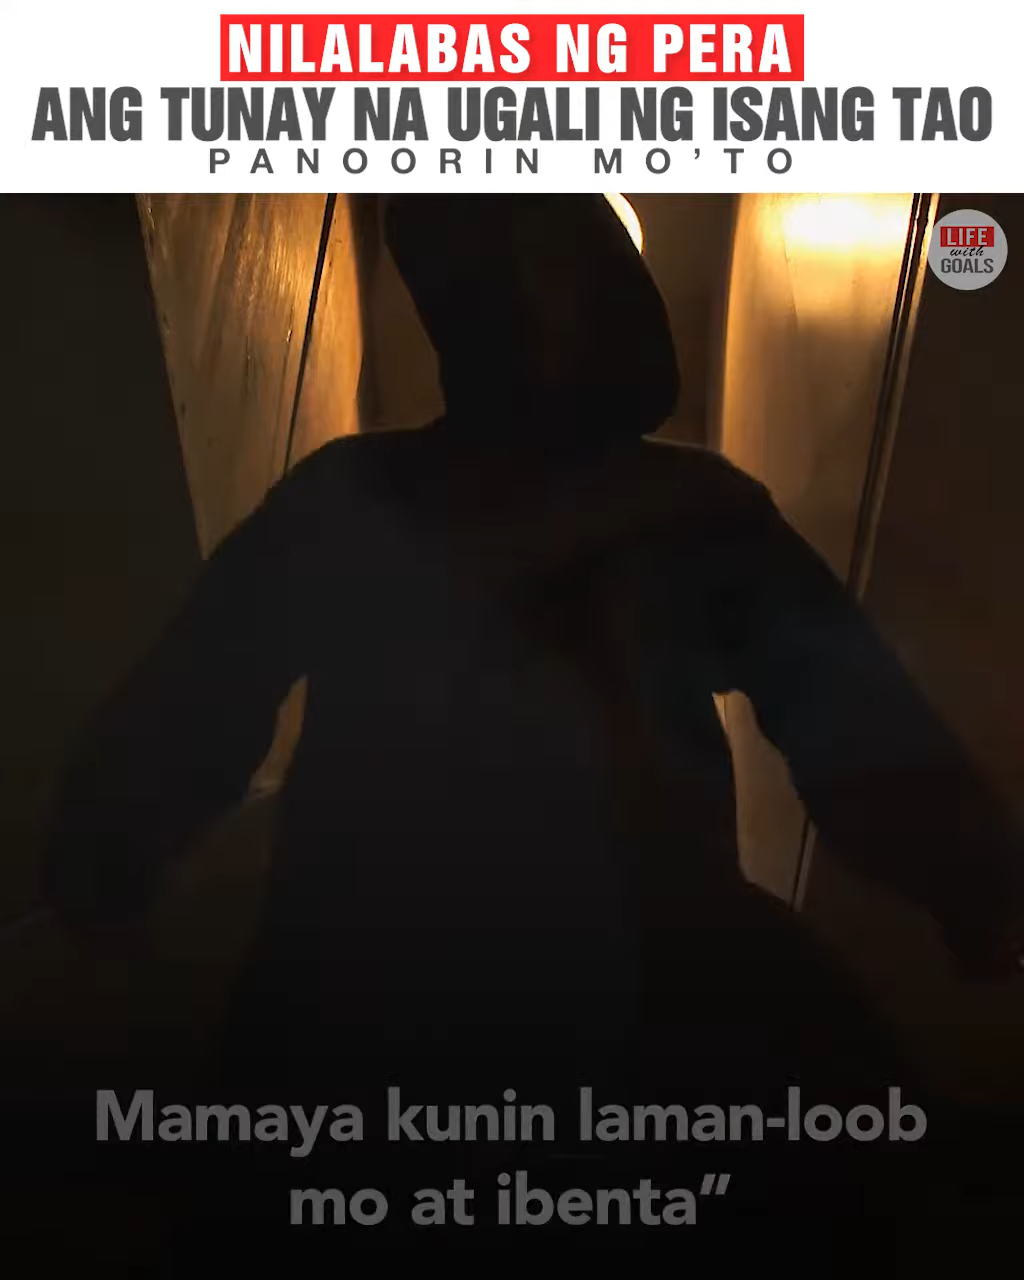 NILALABAS NG PERA
ANG TUNAY NA UGALI NG ISANG TAO
PANOORIN MO'TO
LIFE
with
GOALS
Mamaya kunin laman-loob
mo at ibenta”